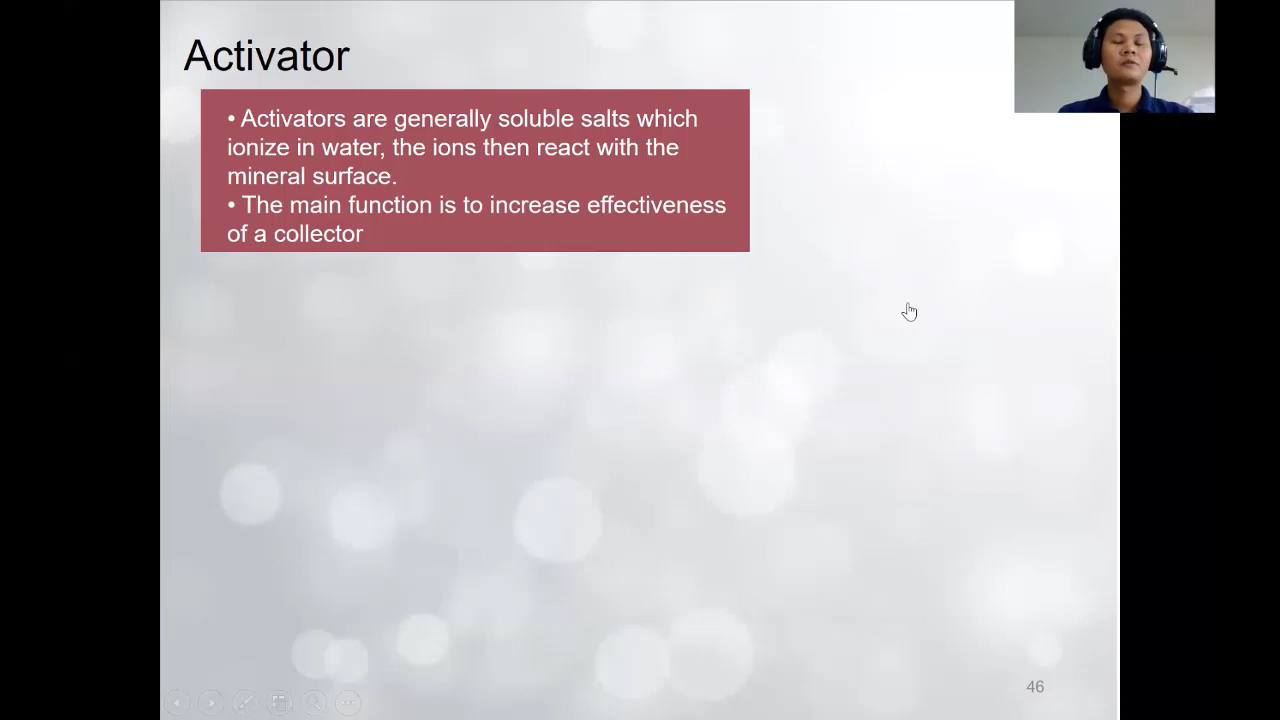 Activator
• Activators are generally soluble salts which
ionize in water, the ions then react with the
mineral surface.
• The main function is to increase effectiveness
of a collector
46